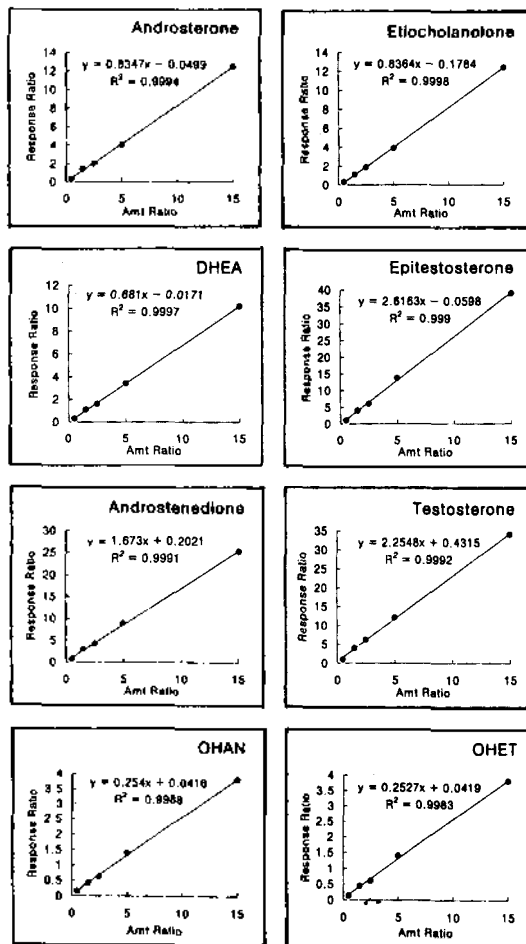 Androsterone
y = 0.8347x − 0.0499
R² = 0.9994
14
12
10
8
6
4
2
0
Response Ratio
0 5 10 15
Amt Ratio
Etiocholanolone
y = 0.8364x − 0.1784
R² = 0.9998
14
12
10
8
6
4
2
0
Response Ratio
0 5 10 15
Amt Ratio
DHEA
y = 0.681x − 0.0171
R² = 0.9997
12
10
8
6
4
2
0
Response Ratio
0 5 10 15
Amt Ratio
Epitestosterone
y = 2.6163x − 0.0598
R² = 0.999
40
35
30
25
20
15
10
5
0
Response Ratio
0 5 10 15
Amt Ratio
Androstenedione
y = 1.673x + 0.2021
R² = 0.9991
30
25
20
15
10
5
0
Response Ratio
0 5 10 15
Amt Ratio
Testosterone
y = 2.2548x + 0.4315
R² = 0.9992
35
30
25
20
15
10
5
0
Response Ratio
0 5 10 15
Amt Ratio
OHAN
y = 0.254x + 0.0416
R² = 0.9988
4
3.5
3
2.5
2
1.5
1
0.5
0
Response Ratio
0 5 10 15
Amt Ratio
OHET
y = 0.2527x + 0.0419
R² = 0.9983
4
3.5
3
2.5
2
1.5
1
0.5
0
Response Ratio
0 5 10 15
Amt Ratio